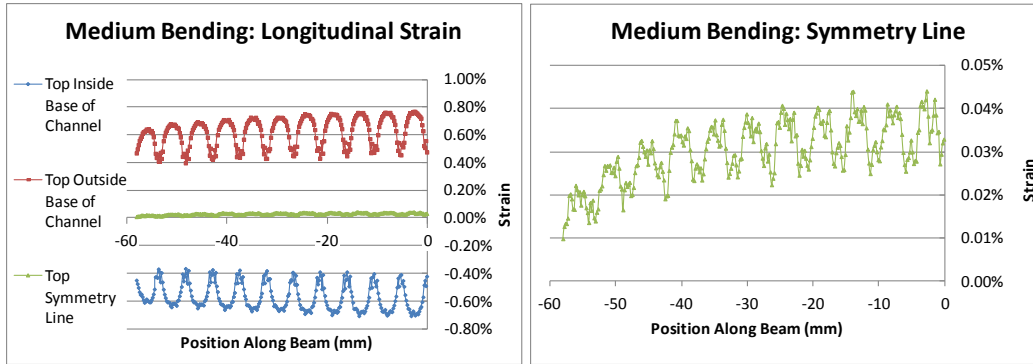 Medium Bending: Longitudinal Strain
Top Inside
Base of
Channel
Top Outside
Base of
Channel
Top
Symmetry
Line
1.00%
0.80%
0.60%
0.40%
0.20%
0.00%
-0.20%
-0.40%
-0.60%
-0.80%
Strain
-60
-40
-20
0
Position Along Beam (mm)
Medium Bending: Symmetry Line
0.05%
0.04%
0.03%
0.02%
0.01%
0.00%
Strain
-60
-50
-40
-30
-20
-10
0
Position Along Beam (mm)